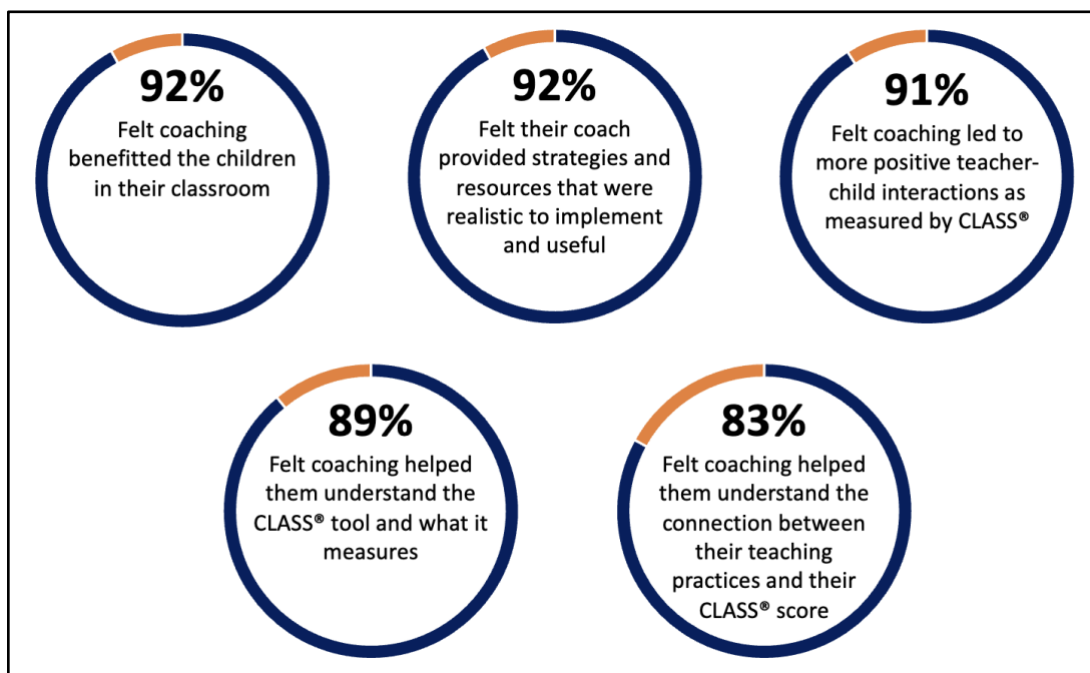 92%
Felt coaching
benefitted the children
in their classroom
92%
Felt their coach
provided strategies and
resources that were
realistic to implement
and useful
91%
Felt coaching led to
more positive teacher-
child interactions as
measured by CLASS®
89%
Felt coaching helped
them understand the
CLASS® tool and what it
measures
83%
Felt coaching helped
them understand the
connection between
their teaching
practices and their
CLASS® score